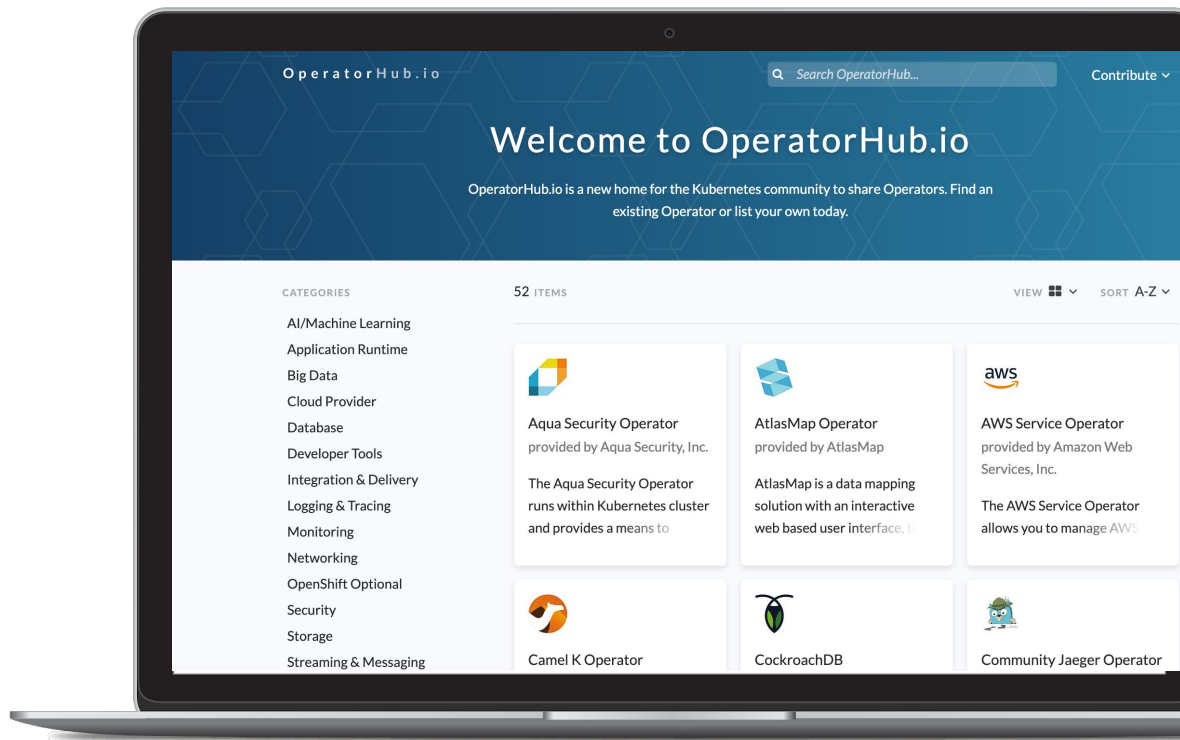 OperatorHub.io
Search OperatorHub...
Contribute
Welcome to OperatorHub.io
OperatorHub.io is a new home for the Kubernetes community to share Operators. Find an
existing Operator or list your own today.
CATEGORIES
AI/Machine Learning
Application Runtime
Big Data
Cloud Provider
Database
Developer Tools
Integration & Delivery
Logging & Tracing
Monitoring
Networking
OpenShift Optional
Security
Storage
Streaming & Messaging
52 ITEMS
VIEW
SORT A-Z
Aqua Security Operator
provided by Aqua Security, Inc.
The Aqua Security Operator
runs within Kubernetes cluster
and provides a means to
AtlasMap Operator
provided by AtlasMap
AtlasMap is a data mapping
solution with an interactive
web based user interface,
aws
AWS Service Operator
provided by Amazon Web
Services, Inc.
The AWS Service Operator
allows you to manage AWS
Camel K Operator
CockroachDB
Community Jaeger Operator